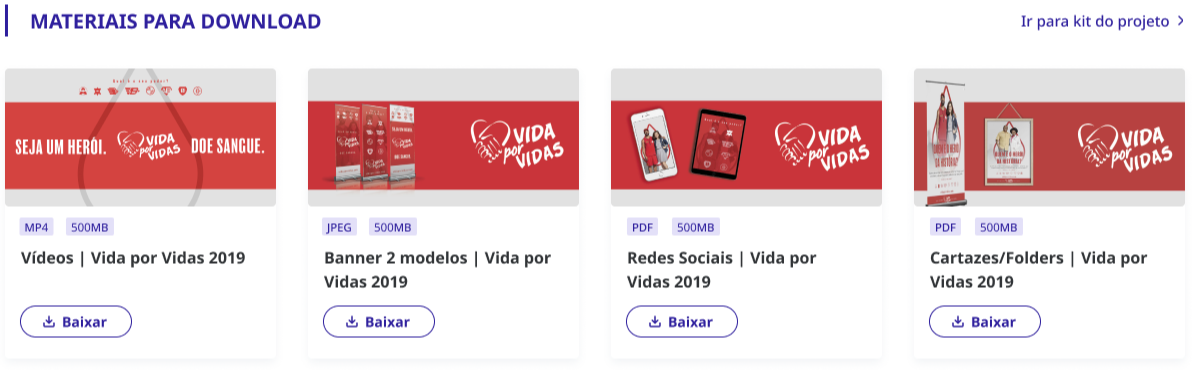 MATERIAIS PARA DOWNLOAD
Ir para kit do projeto
Qual é o seu poder?
SEJA UM HERÓI.
VIDA
por VIDAS
DOE SANGUE.
VIDA
por
VIDAS
VIDA
por
VIDAS
VIDA
por
VIDAS
MP4 500MB
JPEG 500MB
PDF 500MB
PDF 500MB
Vídeos | Vida por Vidas 2019
Banner 2 modelos | Vida por
Vidas 2019
Redes Sociais | Vida por
Vidas 2019
Cartazes/Folders | Vida por
Vidas 2019
Baixar
Baixar
Baixar
Baixar